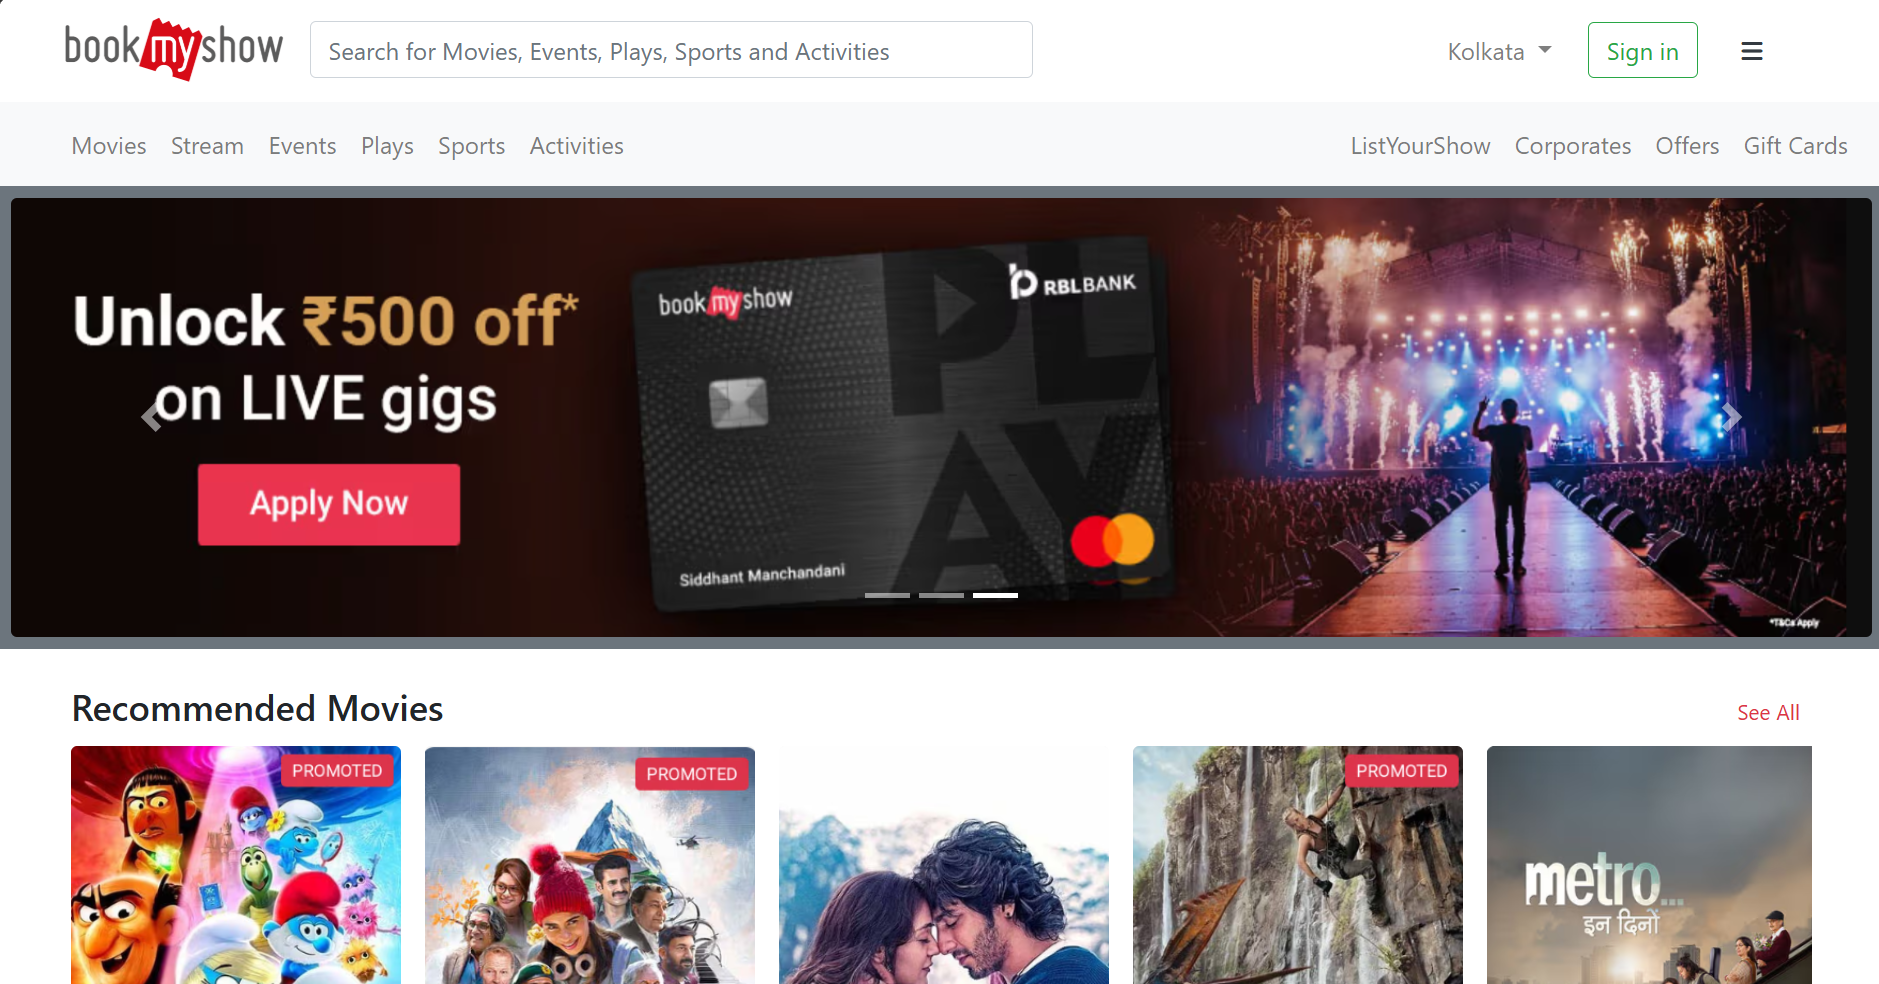 bookmyshow
Search for Movies, Events, Plays, Sports and Activities
Kolkata
Sign in
Movies Stream Events Plays Sports Activities
ListYourShow Corporates Offers Gift Cards
Unlock ₹500 off*
on LIVE gigs
Apply Now
bookmyshow
RBL BANK
PLAY
Siddhant Manchandani
*T&Cs Apply
Recommended Movies
See All
PROMOTED
PROMOTED
PROMOTED
metro...
इन दिनों